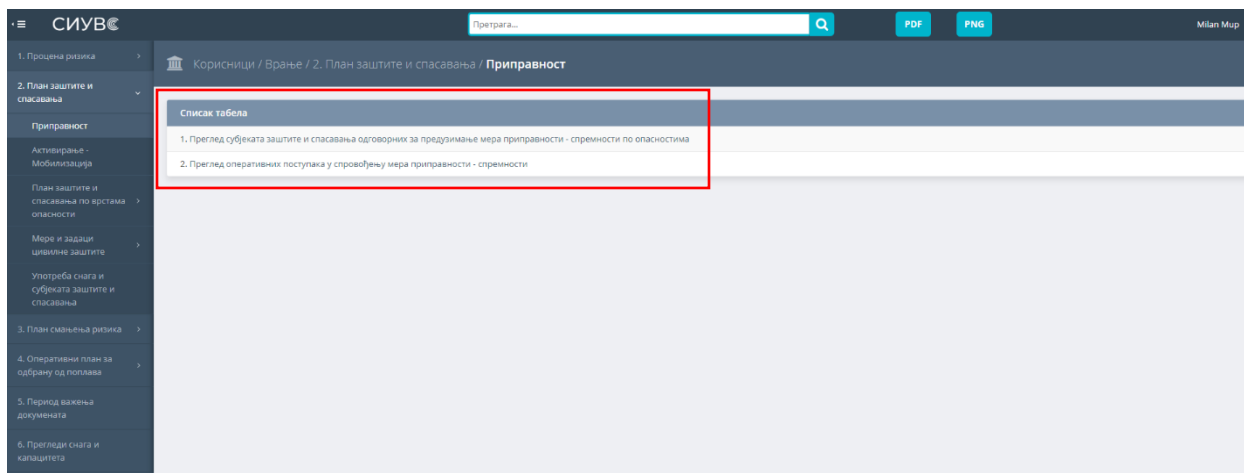 СИУВС
Претрага...
PDF
PNG
Milan Mup
1. Процена ризика
2. План заштите и
спасавања
Приправност
Активирање -
Мобилизација
План заштите и
спасавања по врстама
опасности
Мере и задаци
цивилне заштите
Употреба снага и
субјеката заштите и
спасавања
3. План смањења ризика
4. Оперативни план за
одбрану од поплава
5. Период важења
докумената
6. Прегледи снага и
капацитета
Корисници / Врање / 2. План заштите и спасавања / Приправност
Списак табела
1. Преглед субјеката заштите и спасавања одговорних за предузимање мера приправности - спремности по опасностима
2. Преглед оперативних поступака у спровођењу мера приправности - спремности